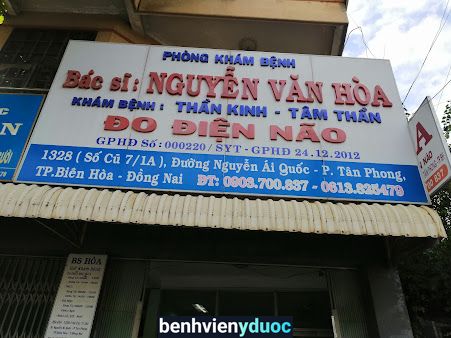 PHÒNG KHÁM BỆNH
Bác sĩ: NGUYỄN VĂN HÒA
KHÁM BỆNH: THẦN KINH - TÂM THẦN
ĐO ĐIỆN NÃO
GPHĐ Số: 000220/ SYT - GPHĐ 24.12.2012
1328 ( Số Cũ 7/1A ), Đường Nguyễn Ái Quốc - P. Tân Phong,
TP.Biên Hòa - Đồng Nai ĐT: 0903.700.837 - 0613.825479
BS HÒA
benhvienyduoc